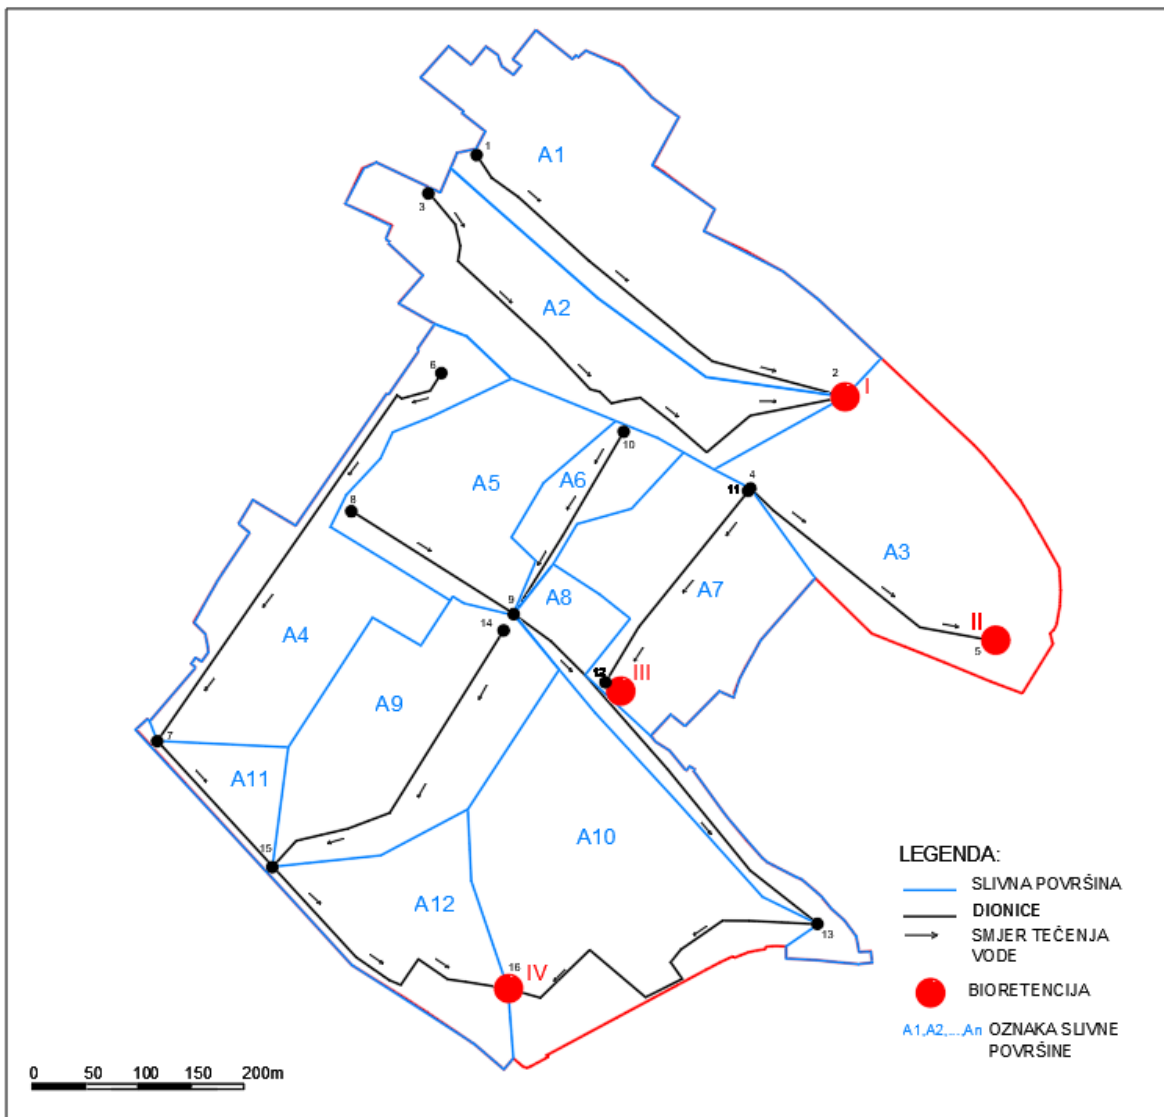 1
A1
3
A2
2
I
6
10
4
11
A5
A6
8
A3
A7
9
A8
14
II
5
A4
12
III
A9
7
A11
A10
15
A12
13
16
IV
LEGENDA:
SLIVNA POVRŠINA
DIONICE
SMJER TEČENJA
VODE
BIORETENCIJA
A1,A2,...,An OZNAKA SLIVNE
POVRŠINE
0 50 100 150 200m